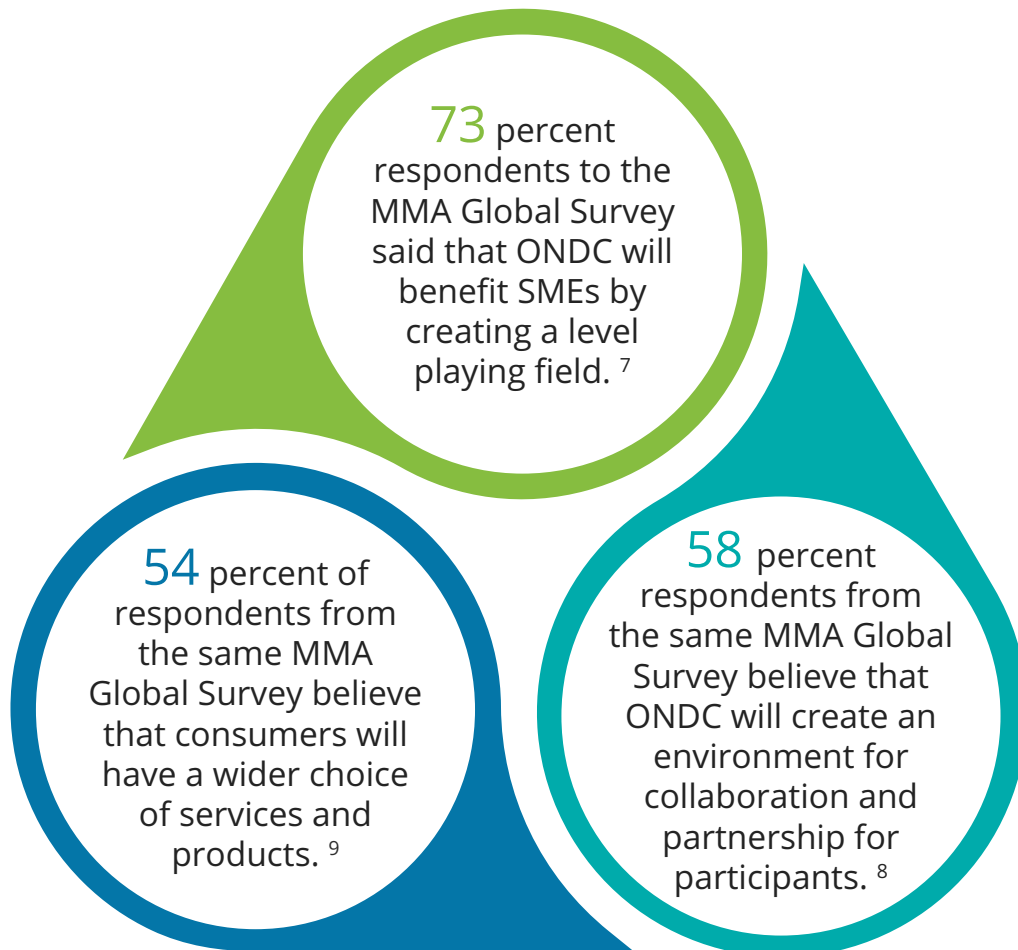 73 percent
respondents to the
MMA Global Survey
said that ONDC will
benefit SMEs by
creating a level
playing field. 7
54 percent of
respondents from
the same MMA
Global Survey believe
that consumers will
have a wider choice
of services and
products. 9
58 percent
respondents from
the same MMA Global
Survey believe that
ONDC will create an
environment for
collaboration and
partnership for
participants. 8